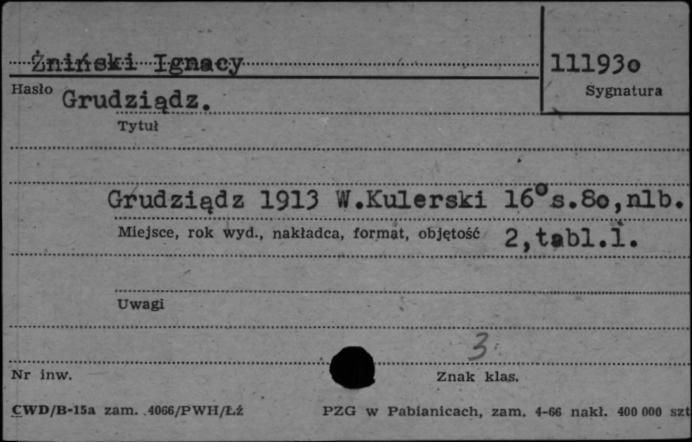 Żniński Ignacy 11193o
Hasło Sygnatura
Grudziądz.
Tytuł
Grudziądz 1913 W.Kulerski 16° s.8o,nlb.
Miejsce, rok wyd., nakładca, format, objętość 2,tabl.1.
Uwagi
3
Nr inw. Znak klas.
CWD/B-15a zam. 4066/PWH/Łż PZG w Pabianicach, zam. 4-66 nakł. 400 000 szt